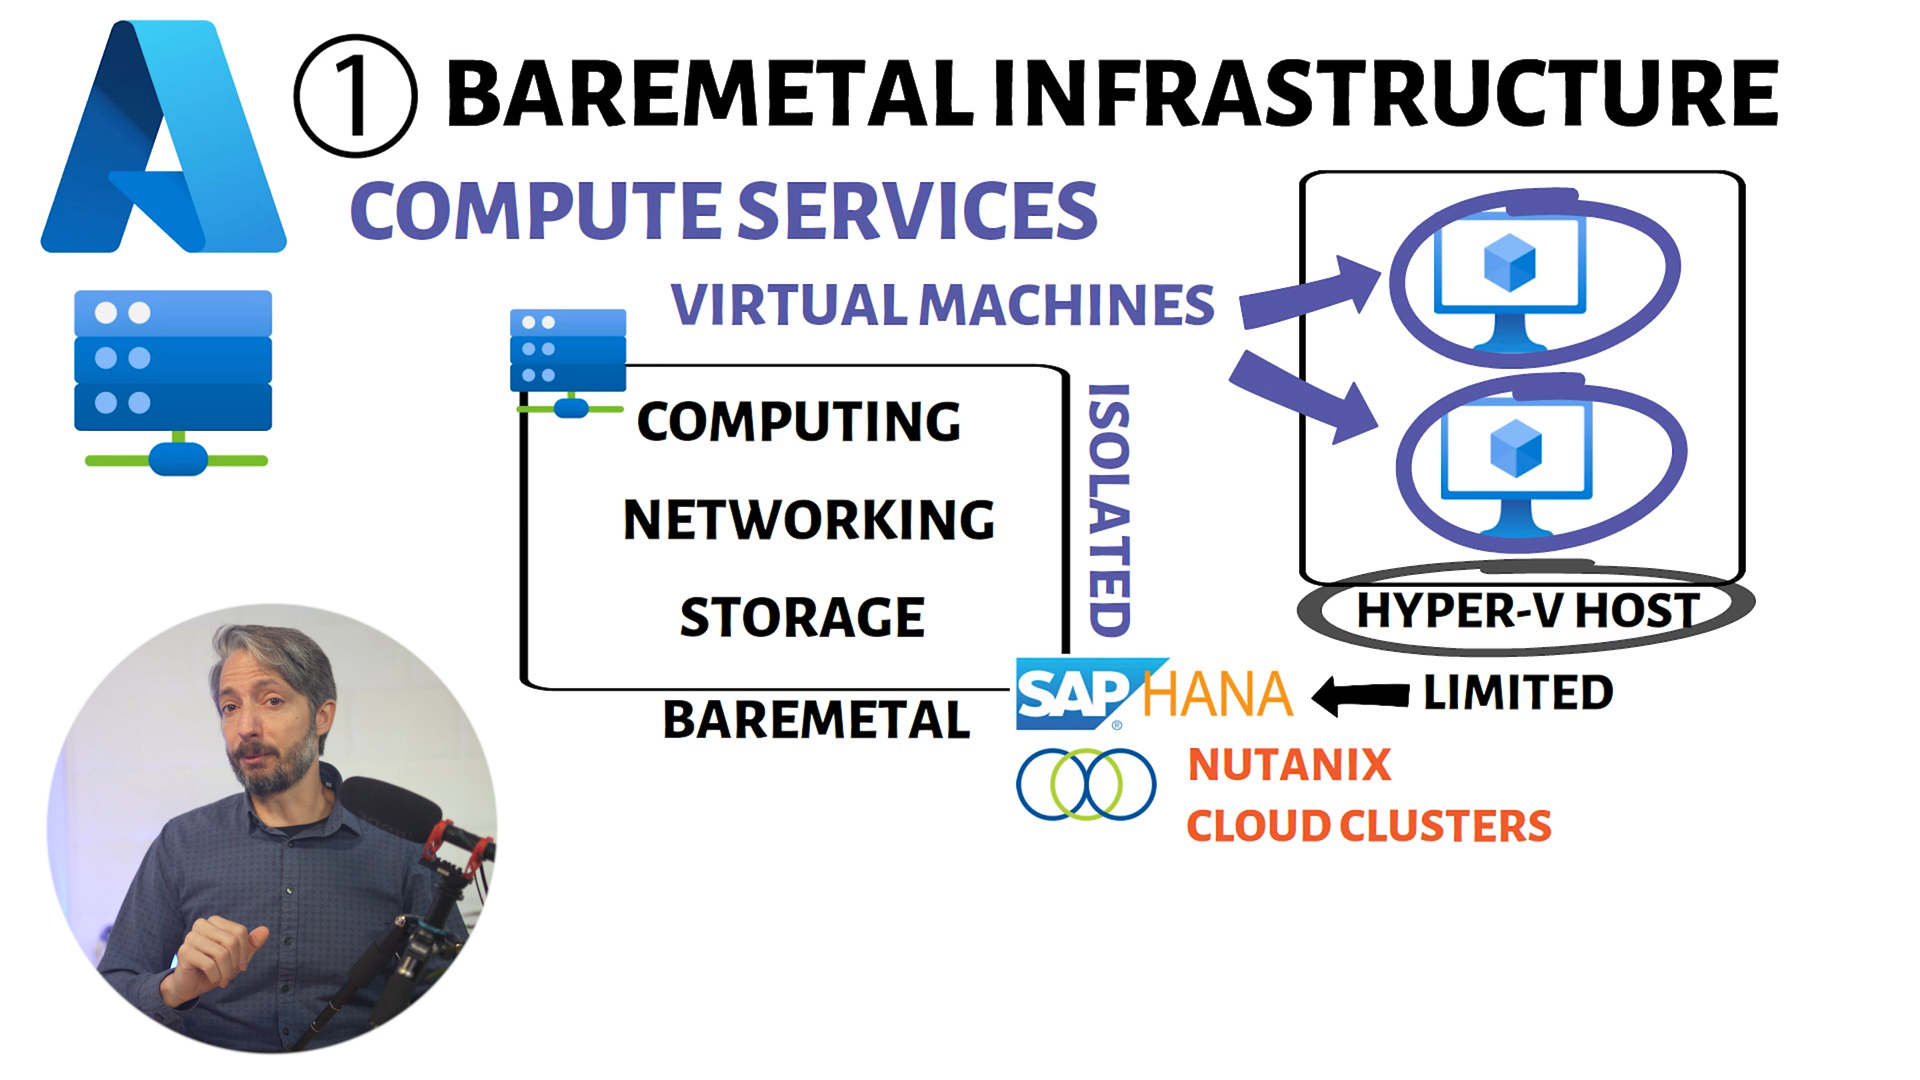 ① BAREMETAL INFRASTRUCTURE
COMPUTE SERVICES
VIRTUAL MACHINES
COMPUTING
NETWORKING
STORAGE
ISOLATED
BAREMETAL
HYPER-V HOST
SAP® HANA
LIMITED
NUTANIX
CLOUD CLUSTERS